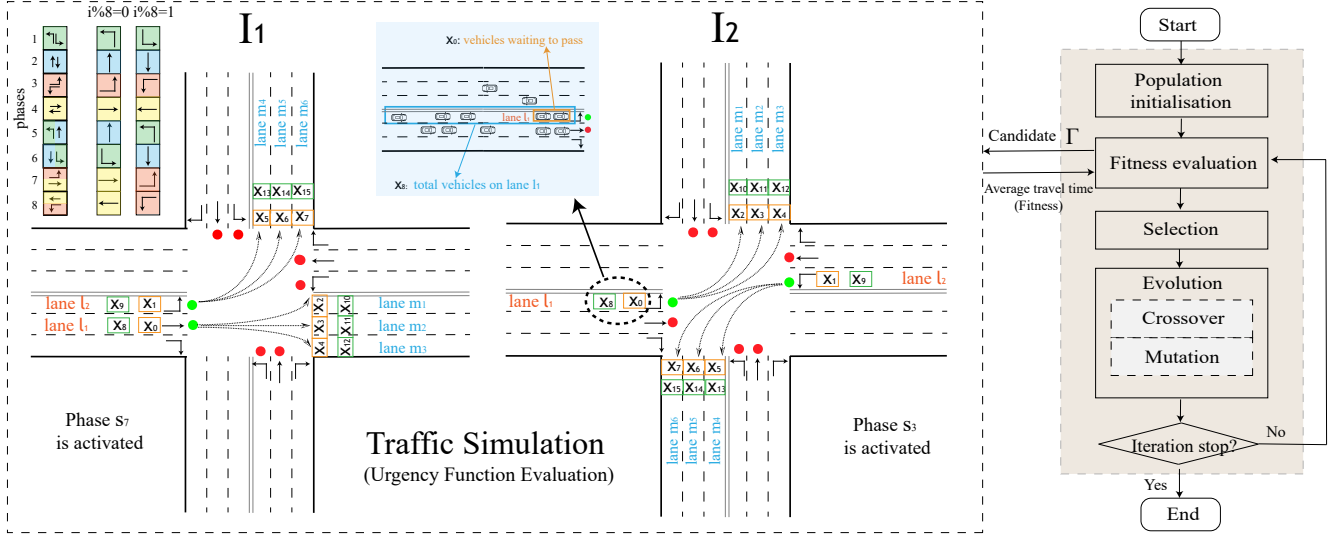 i%8=0 i%8=1
phases
1
2
3
4
5
6
7
8
I₁
lane m₄
lane m₅
lane m₆
X₁₃ X₁₄ X₁₅
X₅ X₆ X₇
lane l₂ X₉ X₁
lane l₁ X₈ X₀
X₂ X₁₀ lane m₁
X₃ X₁₁ lane m₂
X₄ X₁₂ lane m₃
Phase s₇
is activated
X₀: vehicles waiting to pass
lane l₁
X₈: total vehicles on lane l₁
I₂
lane m₁
lane m₂
lane m₃
X₁₀ X₁₁ X₁₂
X₂ X₃ X₄
lane l₁ X₈ X₀
X₁ X₉ lane l₂
X₇ X₆ X₅
X₁₅ X₁₄ X₁₃
lane m₆
lane m₅
lane m₄
Phase s₃
is activated
Traffic Simulation
(Urgency Function Evaluation)
Candidate Γ
Average travel time
(Fitness)
Start
Population
initialisation
Fitness evaluation
Selection
Evolution
Crossover
Mutation
Iteration stop?
No
Yes
End